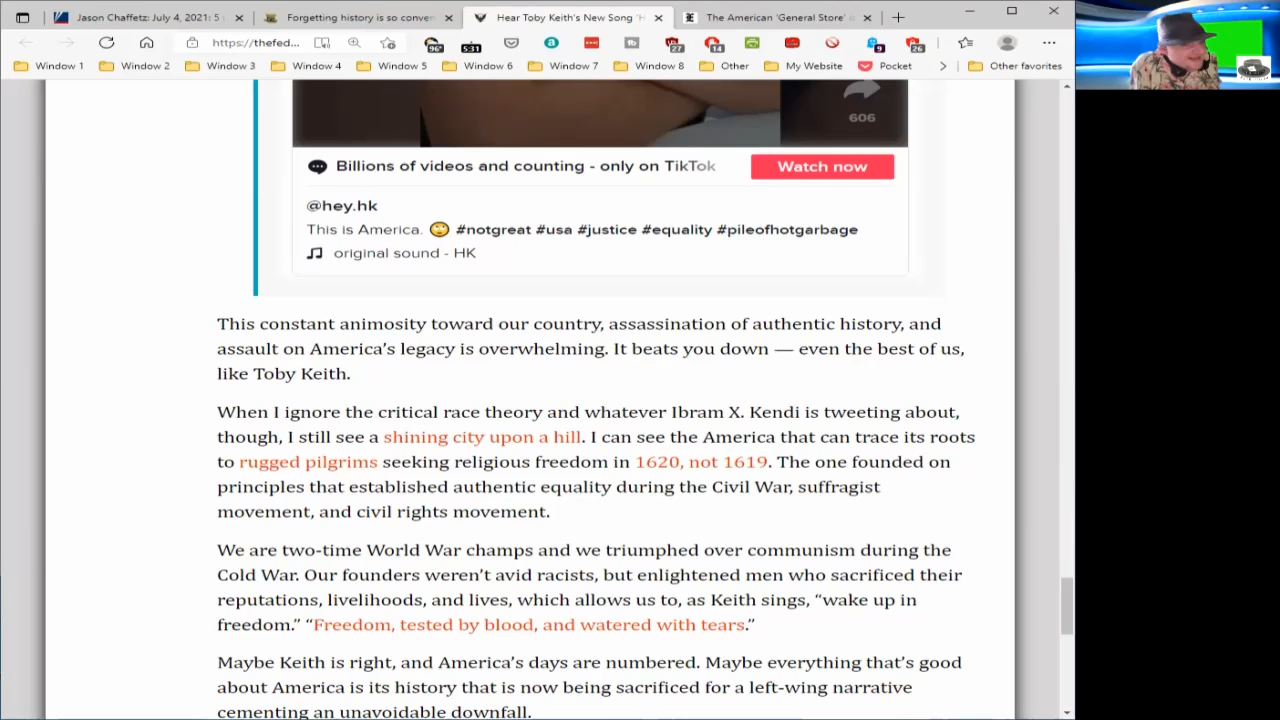 Jason Chaffetz: July 4, 2021: 5
Forgetting history is so conven
Hear Toby Keith's New Song 'H
The American 'General Store'
https://thefed...
96°
5:31
27
14
9
26
Window 1
Window 2
Window 3
Window 4
Window 5
Window 6
Window 7
Window 8
Other
My Website
Pocket
Other favorites
606
Billions of videos and counting - only on TikTok
Watch now
@hey.hk
This is America. 🙄 #notgreat #usa #justice #equality #pileofhotgarbage
original sound - HK
This constant animosity toward our country, assassination of authentic history, and
assault on America’s legacy is overwhelming. It beats you down — even the best of us,
like Toby Keith.
When I ignore the critical race theory and whatever Ibram X. Kendi is tweeting about,
though, I still see a shining city upon a hill. I can see the America that can trace its roots
to rugged pilgrims seeking religious freedom in 1620, not 1619. The one founded on
principles that established authentic equality during the Civil War, suffragist
movement, and civil rights movement.
We are two-time World War champs and we triumphed over communism during the
Cold War. Our founders weren’t avid racists, but enlightened men who sacrificed their
reputations, livelihoods, and lives, which allows us to, as Keith sings, “wake up in
freedom.” “Freedom, tested by blood, and watered with tears.”
Maybe Keith is right, and America’s days are numbered. Maybe everything that’s good
about America is its history that is now being sacrificed for a left-wing narrative
cementing an unavoidable downfall.